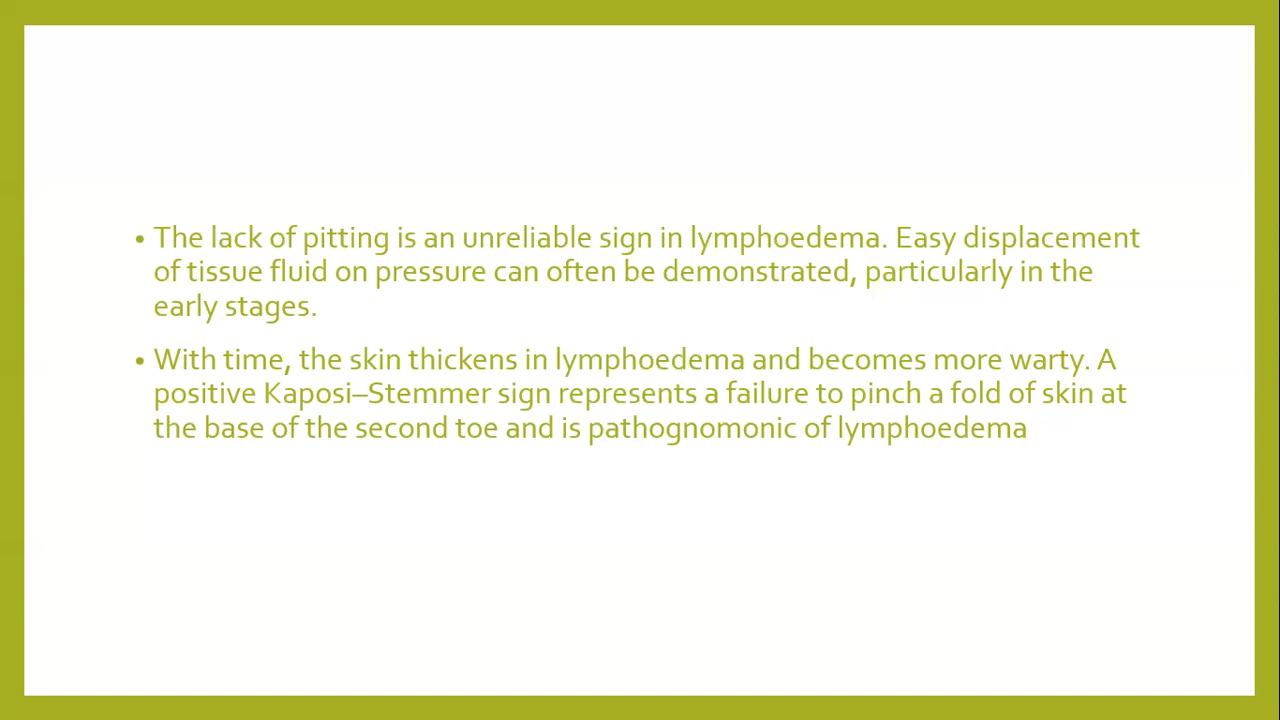 • The lack of pitting is an unreliable sign in lymphoedema. Easy displacement
of tissue fluid on pressure can often be demonstrated, particularly in the
early stages.
• With time, the skin thickens in lymphoedema and becomes more warty. A
positive Kaposi–Stemmer sign represents a failure to pinch a fold of skin at
the base of the second toe and is pathognomonic of lymphoedema